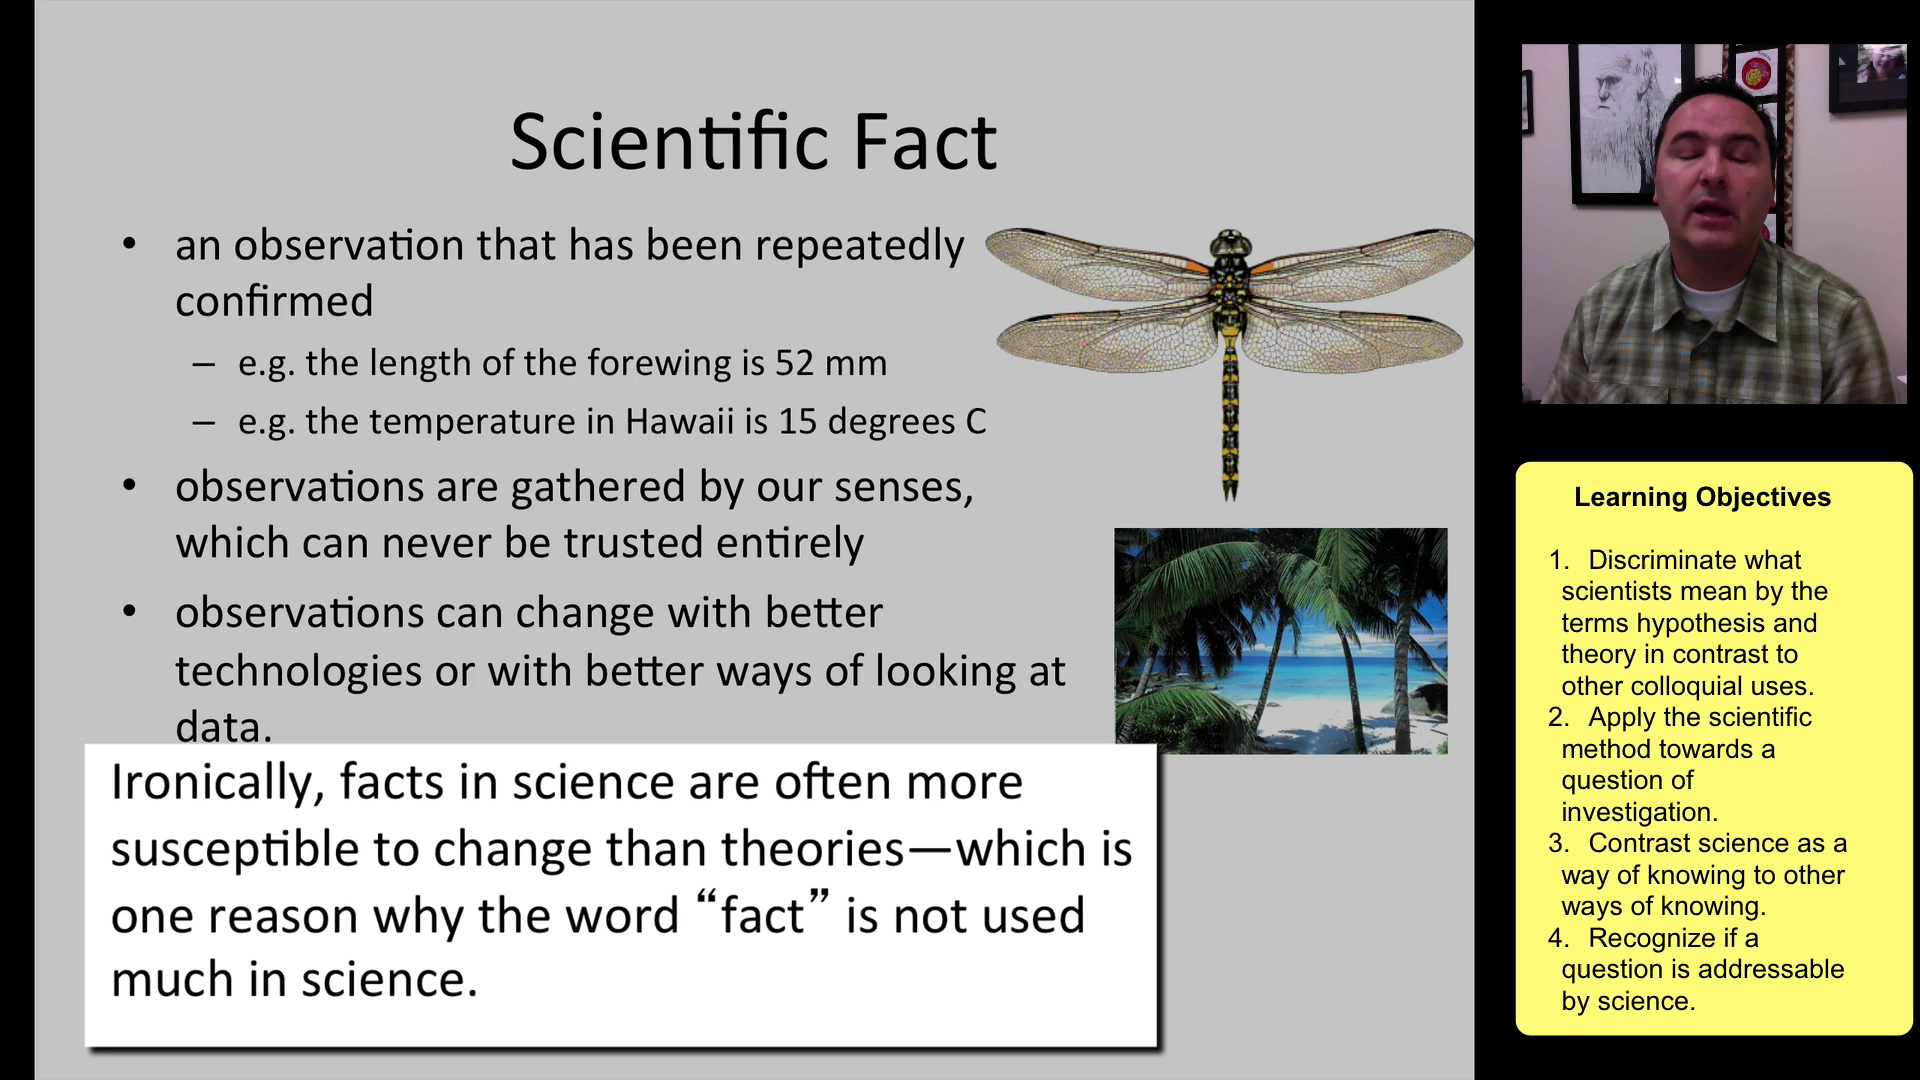 Scientific Fact
• an observation that has been repeatedly
confirmed
– e.g. the length of the forewing is 52 mm
– e.g. the temperature in Hawaii is 15 degrees C
• observations are gathered by our senses,
which can never be trusted entirely
• observations can change with better
technologies or with better ways of looking at
data.
Ironically, facts in science are often more
susceptible to change than theories—which is
one reason why the word “fact” is not used
much in science.
Learning Objectives
1. Discriminate what
scientists mean by the
terms hypothesis and
theory in contrast to
other colloquial uses.
2. Apply the scientific
method towards a
question of
investigation.
3. Contrast science as a
way of knowing to other
ways of knowing.
4. Recognize if a
question is addressable
by science.